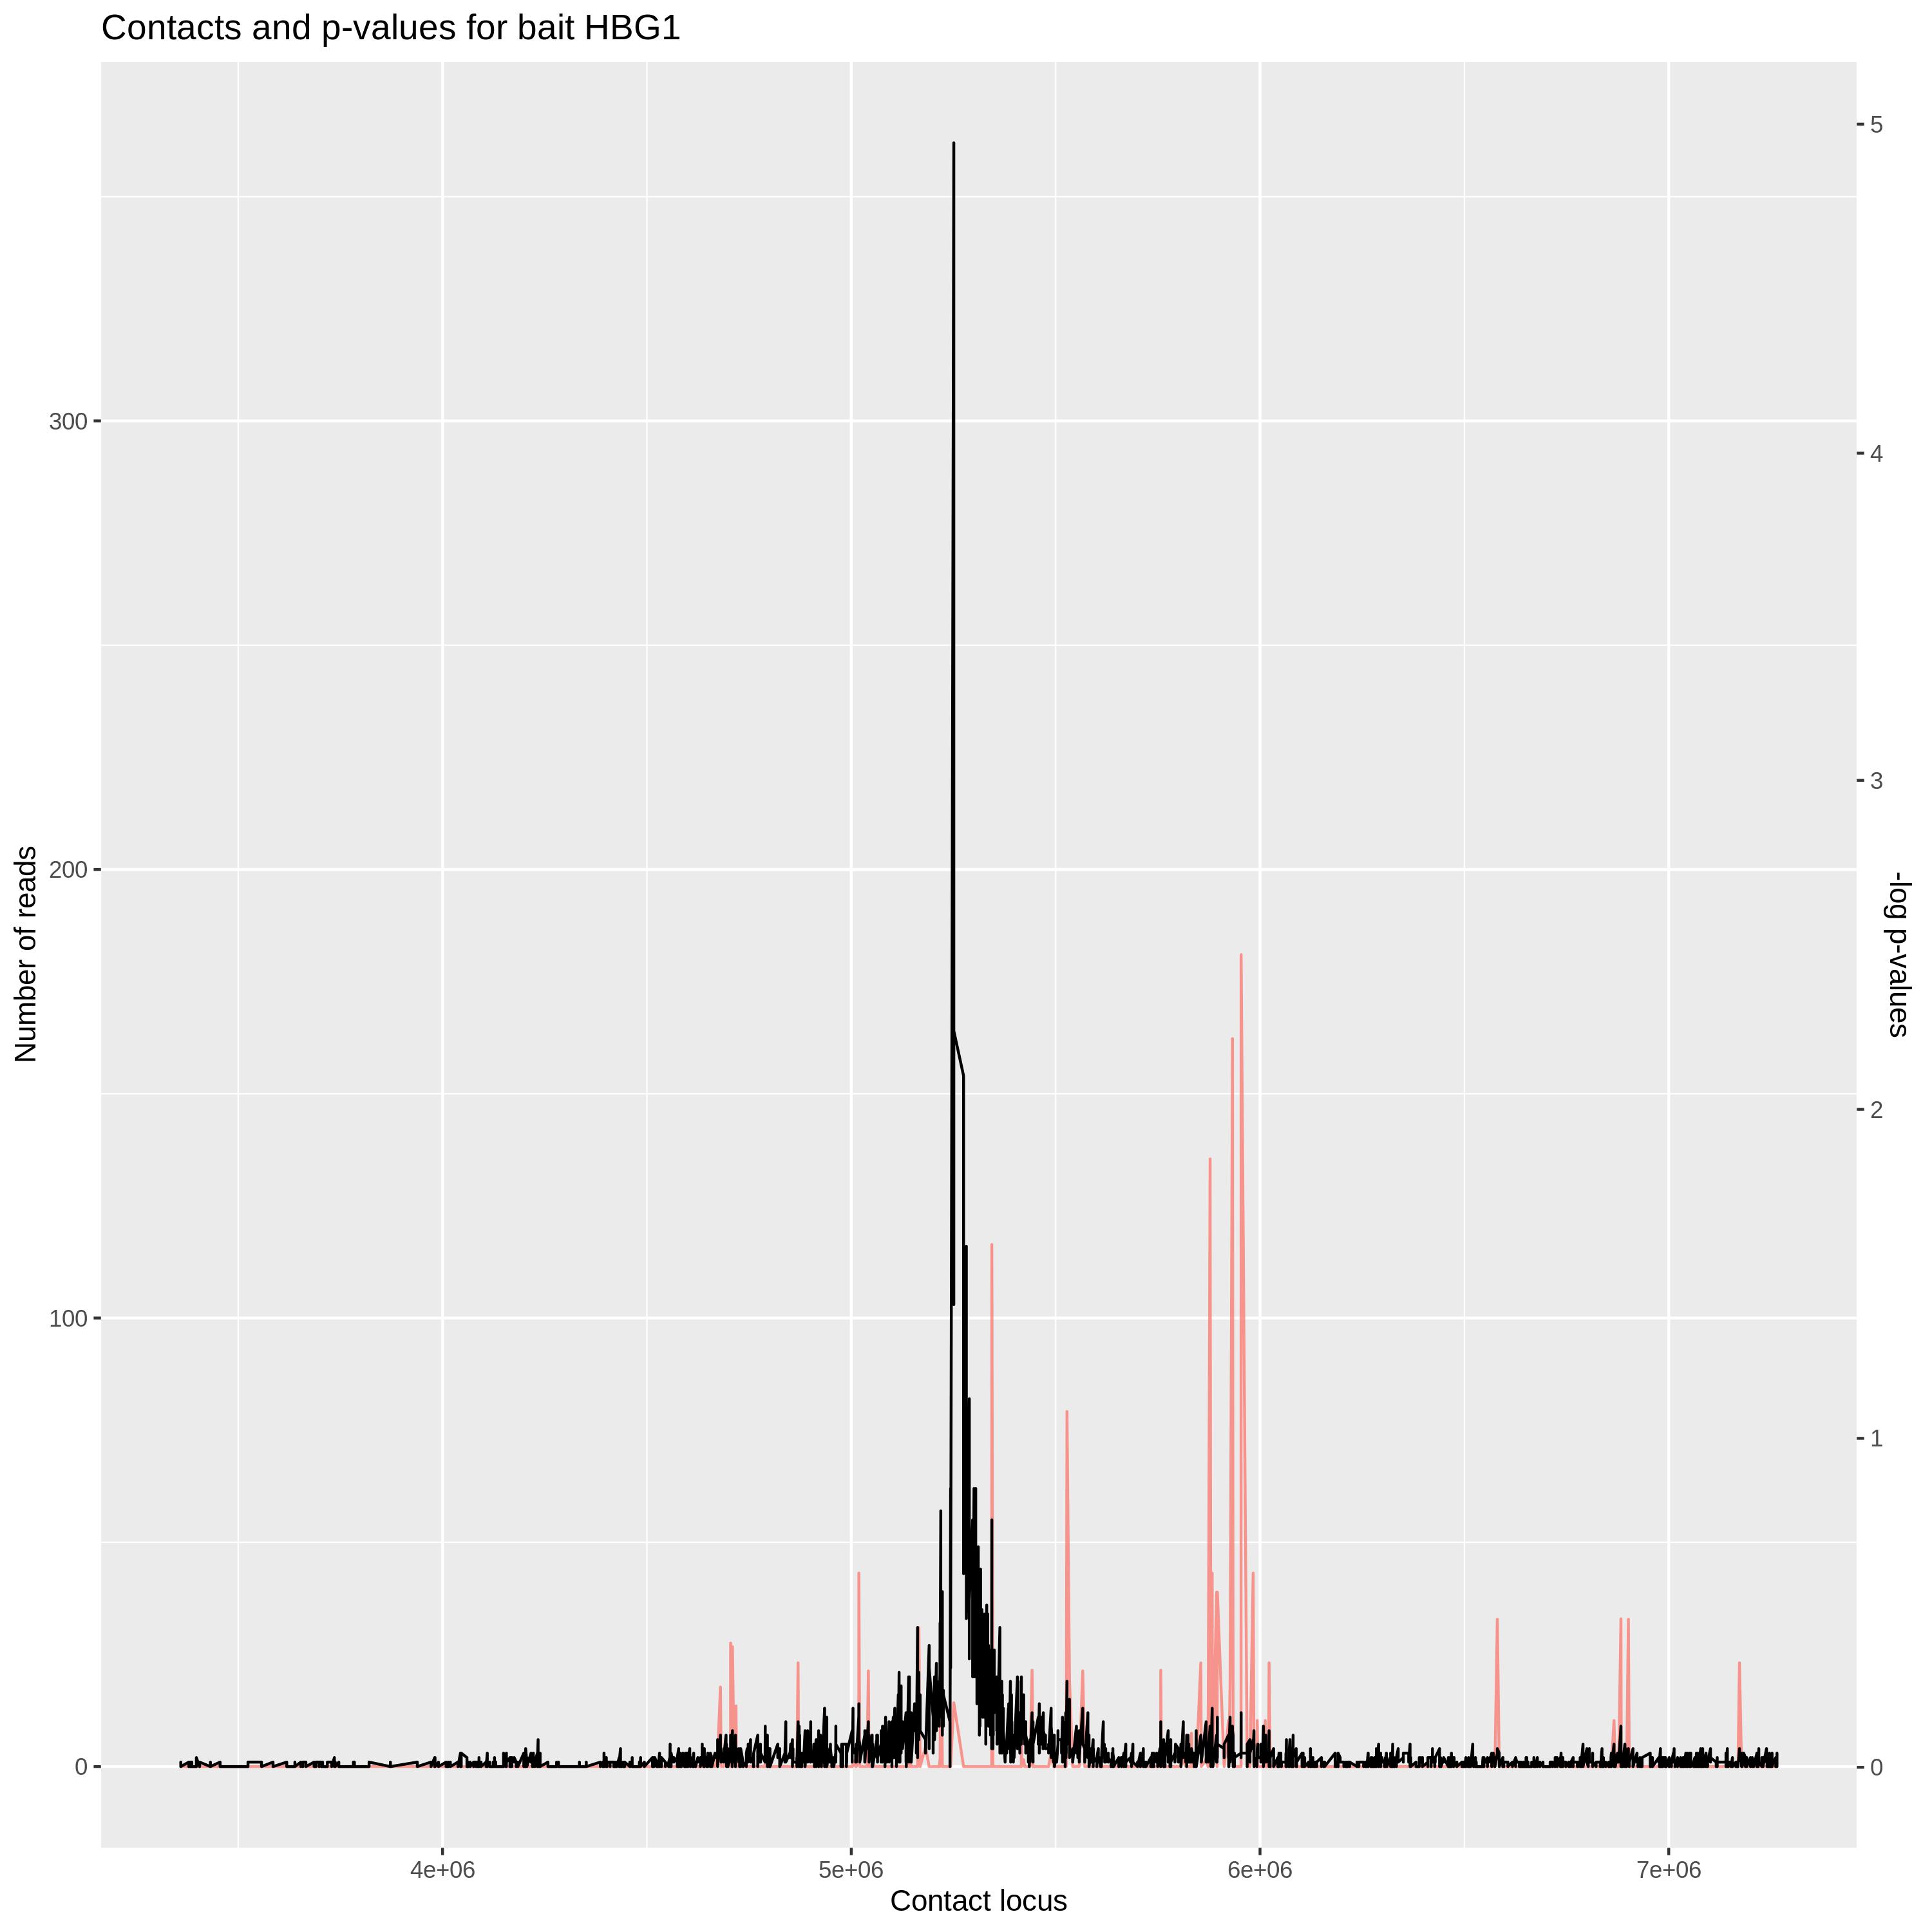 Contacts and p-values for bait HBG1
Number of reads
300
200
100
0
5
4
3
2
1
0
-log p-values
4e+06
5e+06
6e+06
7e+06
Contact locus